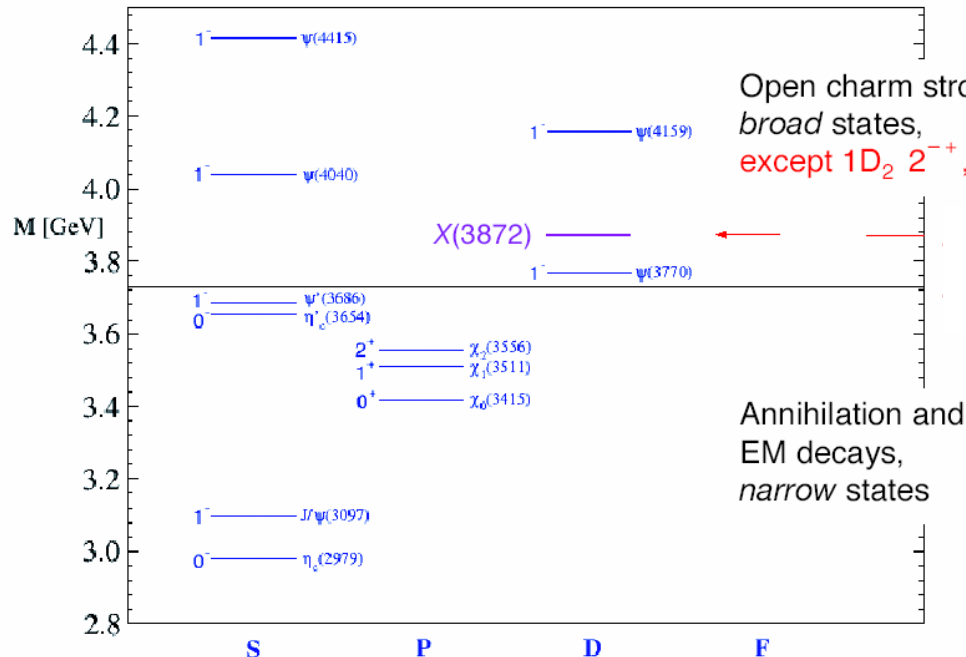 4.4
4.2
4.0
M [GeV]
3.8
3.6
3.4
3.2
3.0
2.8
1⁻ ψ(4415)
1⁻ ψ(4159)
1⁻ ψ(4040)
X(3872)
1⁻ ψ(3770)
1⁻ ψ'(3686)
0⁻ η'c(3654)
2⁺ χ2(3556)
1⁺ χ1(3511)
0⁺ χ0(3415)
1⁻ J/ψ(3097)
0⁻ ηc(2979)
Open charm
broad states,
except 1D₂ 2⁻⁺,
Annihilation and
EM decays,
narrow states
S P D F